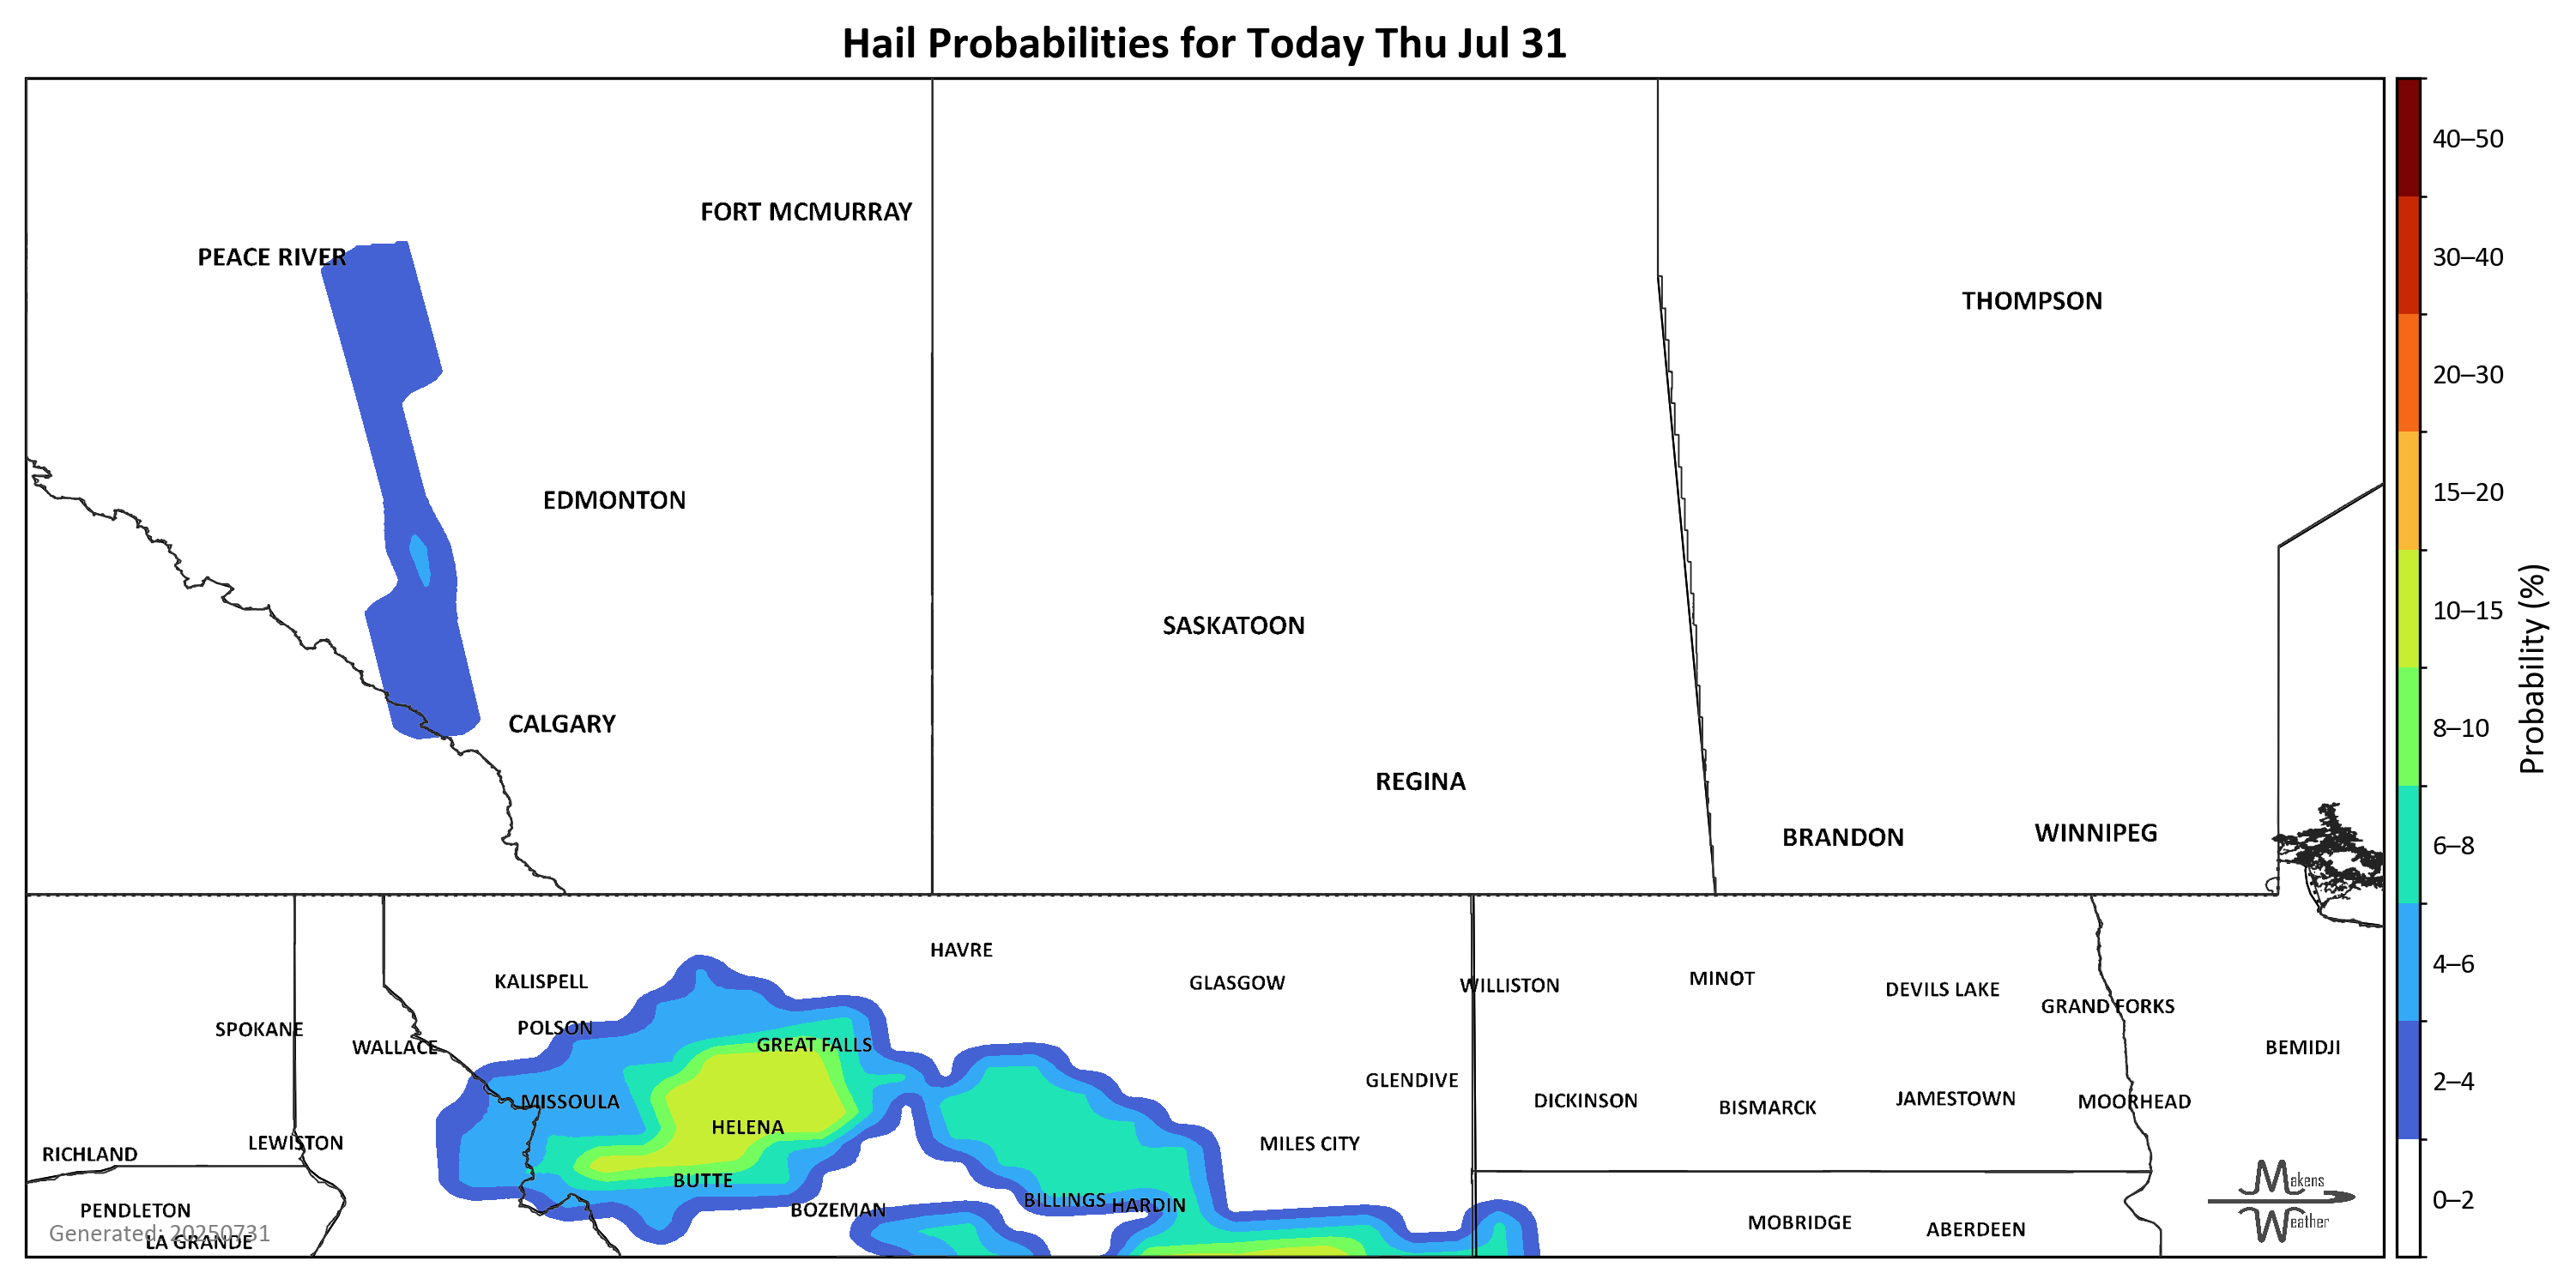 Hail Probabilities for Today Thu Jul 31
FORT MCMURRAY
PEACE RIVER
THOMPSON
EDMONTON
SASKATOON
CALGARY
REGINA
BRANDON
WINNIPEG
HAVRE
KALISPELL
GLASGOW
WILLISTON
MINOT
DEVILS LAKE
GRAND FORKS
SPOKANE
POLSON
WALLACE
GREAT FALLS
BEMIDJI
GLENDIVE
MISSOULA
DICKINSON
BISMARCK
JAMESTOWN
MOORHEAD
HELENA
LEWISTON
MILES CITY
RICHLAND
BUTTE
BILLINGS
HARDIN
PENDLETON
BOZEMAN
MOBRIDGE
ABERDEEN
Generated: 20250731
LA GRANDE
Makens
Weather
40–50
30–40
20–30
15–20
10–15
8–10
6–8
4–6
2–4
0–2
Probability (%)